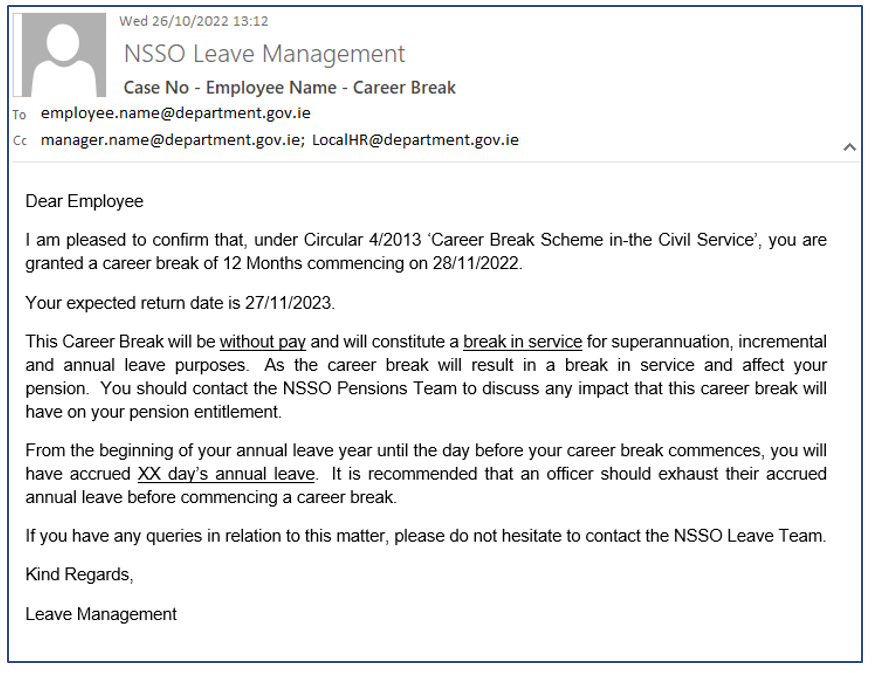 Wed 26/10/2022 13:12
NSSO Leave Management
Case No - Employee Name - Career Break
To employee.name@department.gov.ie
Cc manager.name@department.gov.ie; LocalHR@department.gov.ie
Dear Employee
I am pleased to confirm that, under Circular 4/2013 ‘Career Break Scheme in-the Civil Service’, you are
granted a career break of 12 Months commencing on 28/11/2022.
Your expected return date is 27/11/2023.
This Career Break will be without pay and will constitute a break in service for superannuation, incremental
and annual leave purposes. As the career break will result in a break in service and affect your
pension. You should contact the NSSO Pensions Team to discuss any impact that this career break will
have on your pension entitlement.
From the beginning of your annual leave year until the day before your career break commences, you will
have accrued XX day’s annual leave. It is recommended that an officer should exhaust their accrued
annual leave before commencing a career break.
If you have any queries in relation to this matter, please do not hesitate to contact the NSSO Leave Team.
Kind Regards,
Leave Management